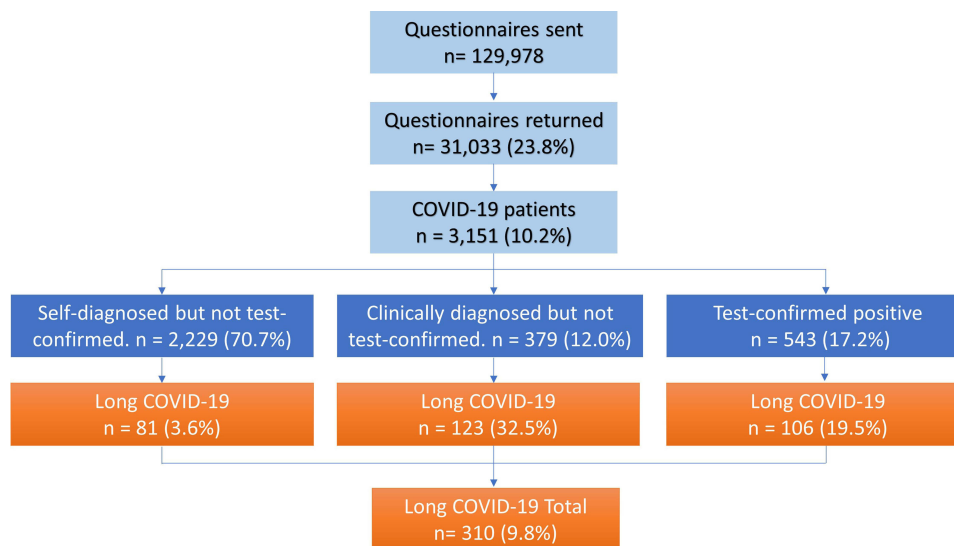 Questionnaires sent
n= 129,978
Questionnaires returned
n= 31,033 (23.8%)
COVID-19 patients
n = 3,151 (10.2%)
Self-diagnosed but not test-
confirmed. n = 2,229 (70.7%)
Clinically diagnosed but not
test-confirmed. n = 379 (12.0%)
Test-confirmed positive
n = 543 (17.2%)
Long COVID-19
n = 81 (3.6%)
Long COVID-19
n = 123 (32.5%)
Long COVID-19
n = 106 (19.5%)
Long COVID-19 Total
n= 310 (9.8%)